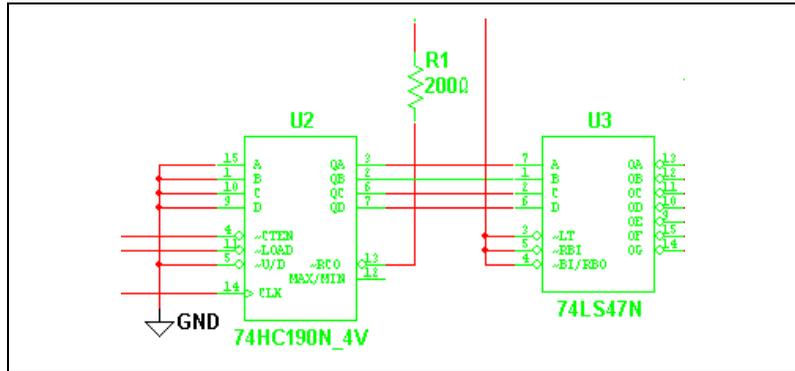 R1
200Ω
U2
U3
15 A QA 3
1 B QB 2
10 C QC 6
9 D QD 7
4 ~CTEN
11 ~LOAD
5 ~U/D ~RCO 13
MAX/MIN 12
14 CLK
74HC190N_4V
GND
7 A OA 13
1 B OB 12
2 C OC 11
6 D OD 10
OE 9
3 ~LT OF 15
5 ~RBI OG 14
4 ~BI/RBO
74LS47N